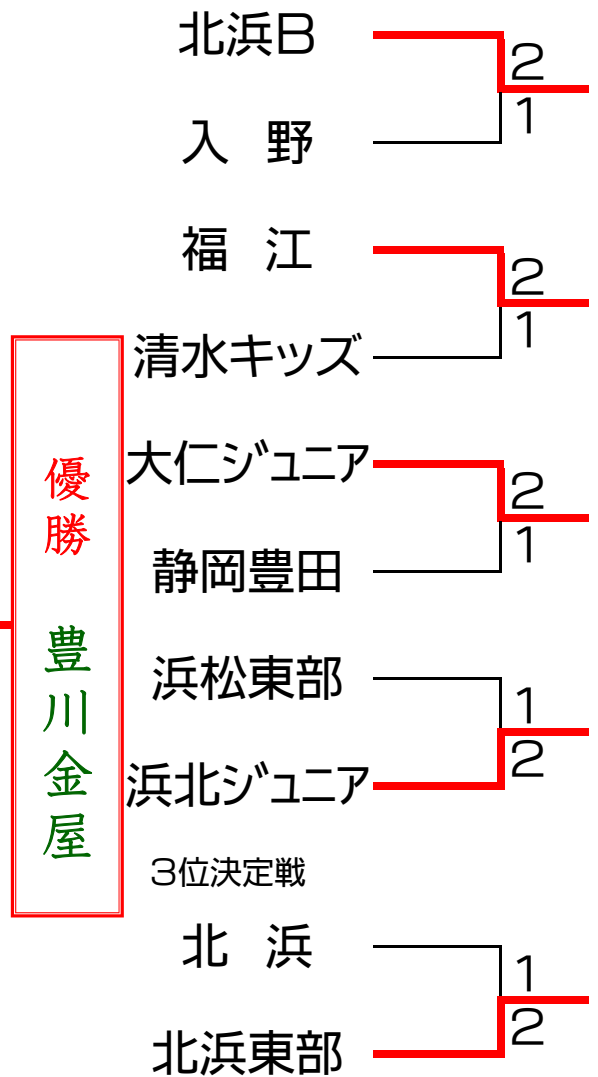 北浜B
2
1
入 野
福 江
2
1
清水キッズ
大仁ジュニア
2
1
静岡豊田
浜松東部
1
2
浜北ジュニア
3位決定戦
北 浜
1
2
北浜東部
優勝 豊川金屋